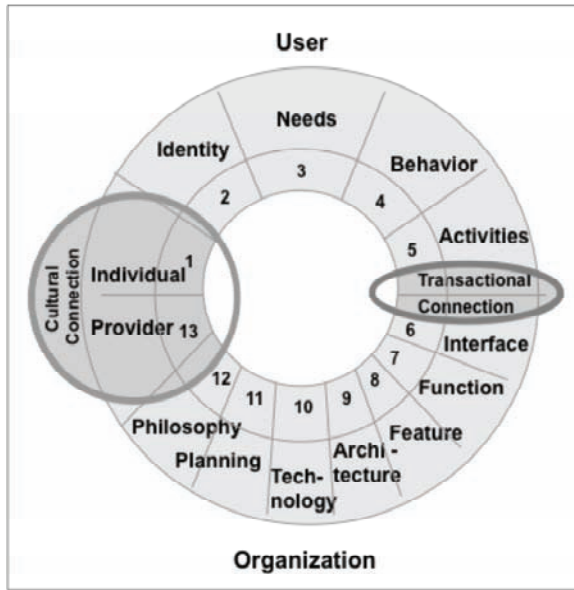 User
Needs
3
Identity
2
Behavior
4
Activities
5
Individual 1
Cultural
Connection
Provider 13
Transactional
Connection
6
Interface
7
Function
8
Feature
9
Archi -
tecture
10
Tech-
nology
11
Planning
12
Philosophy
Organization